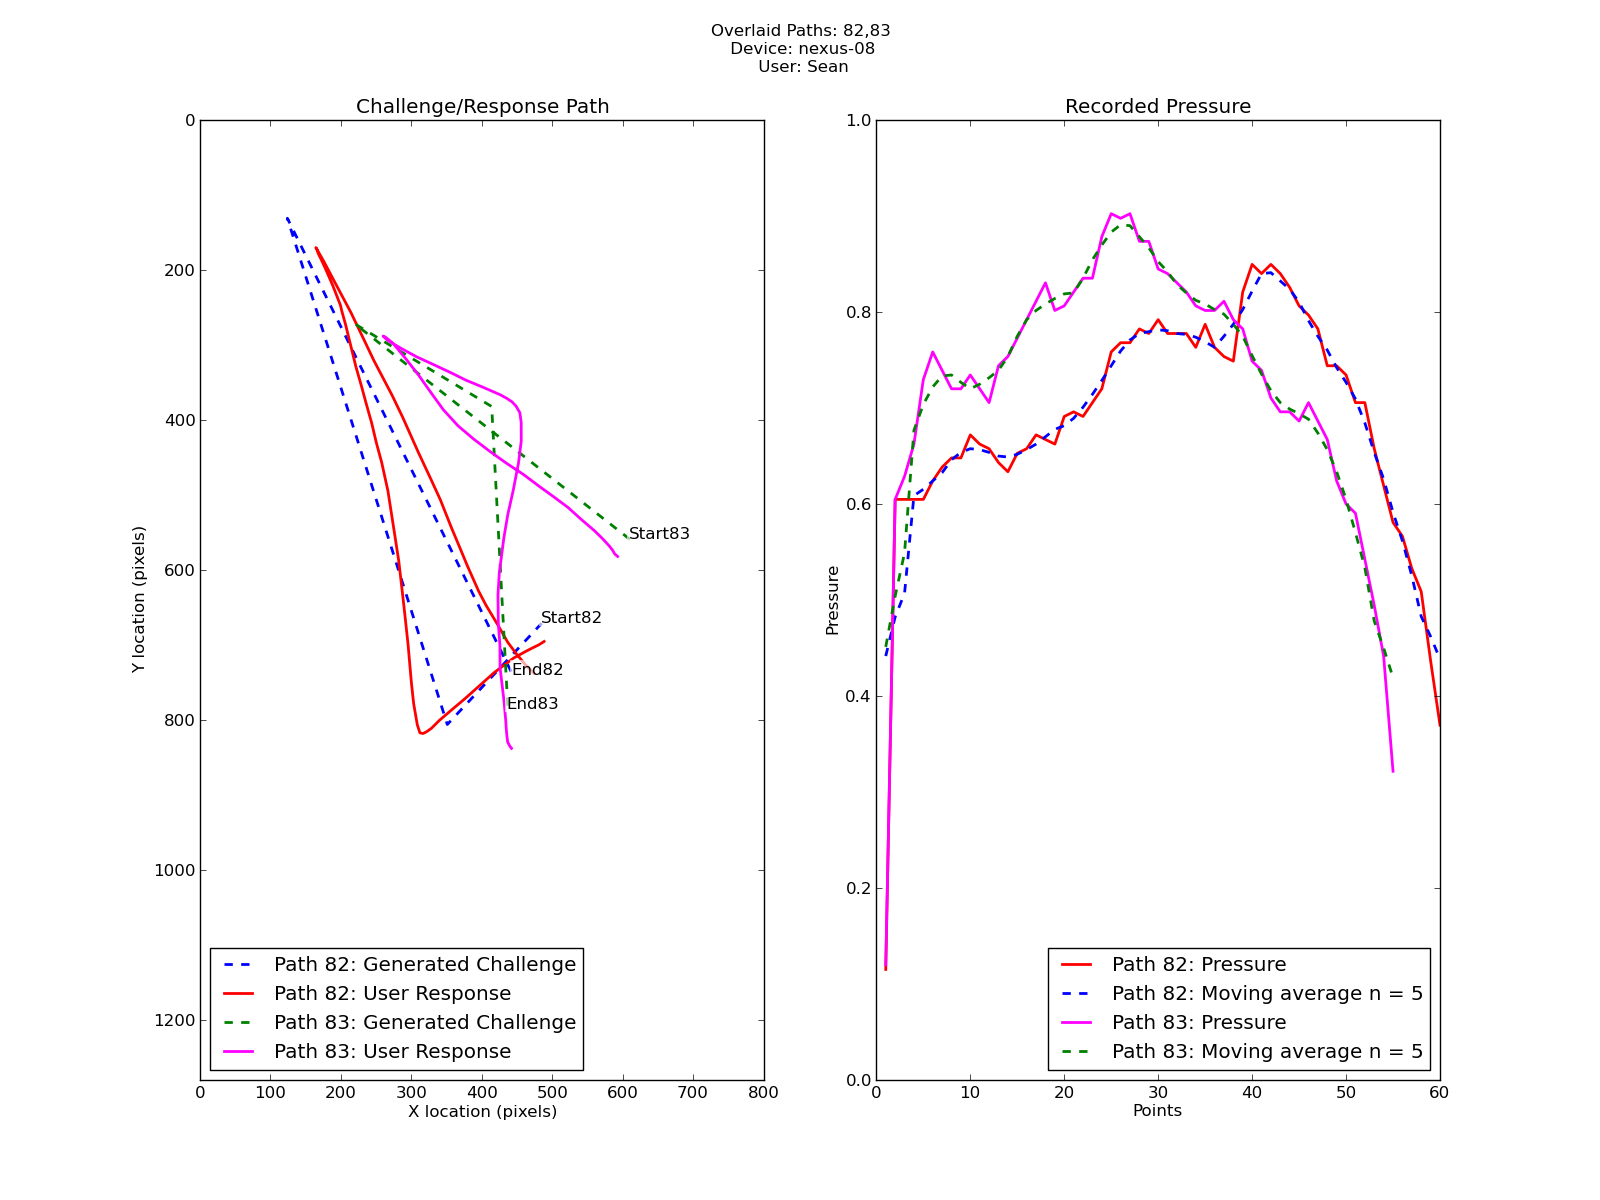 Overlaid Paths: 82,83
Device: nexus-08
User: Sean
Challenge/Response Path
0
200
400
600
800
1000
1200
Y location (pixels)
Start83
Start82
End82
End83
Path 82: Generated Challenge
Path 82: User Response
Path 83: Generated Challenge
Path 83: User Response
0 100 200 300 400 500 600 700 800
X location (pixels)
Recorded Pressure
1.0
0.8
0.6
0.4
0.2
0.0
Pressure
Path 82: Pressure
Path 82: Moving average n = 5
Path 83: Pressure
Path 83: Moving average n = 5
0 10 20 30 40 50 60
Points